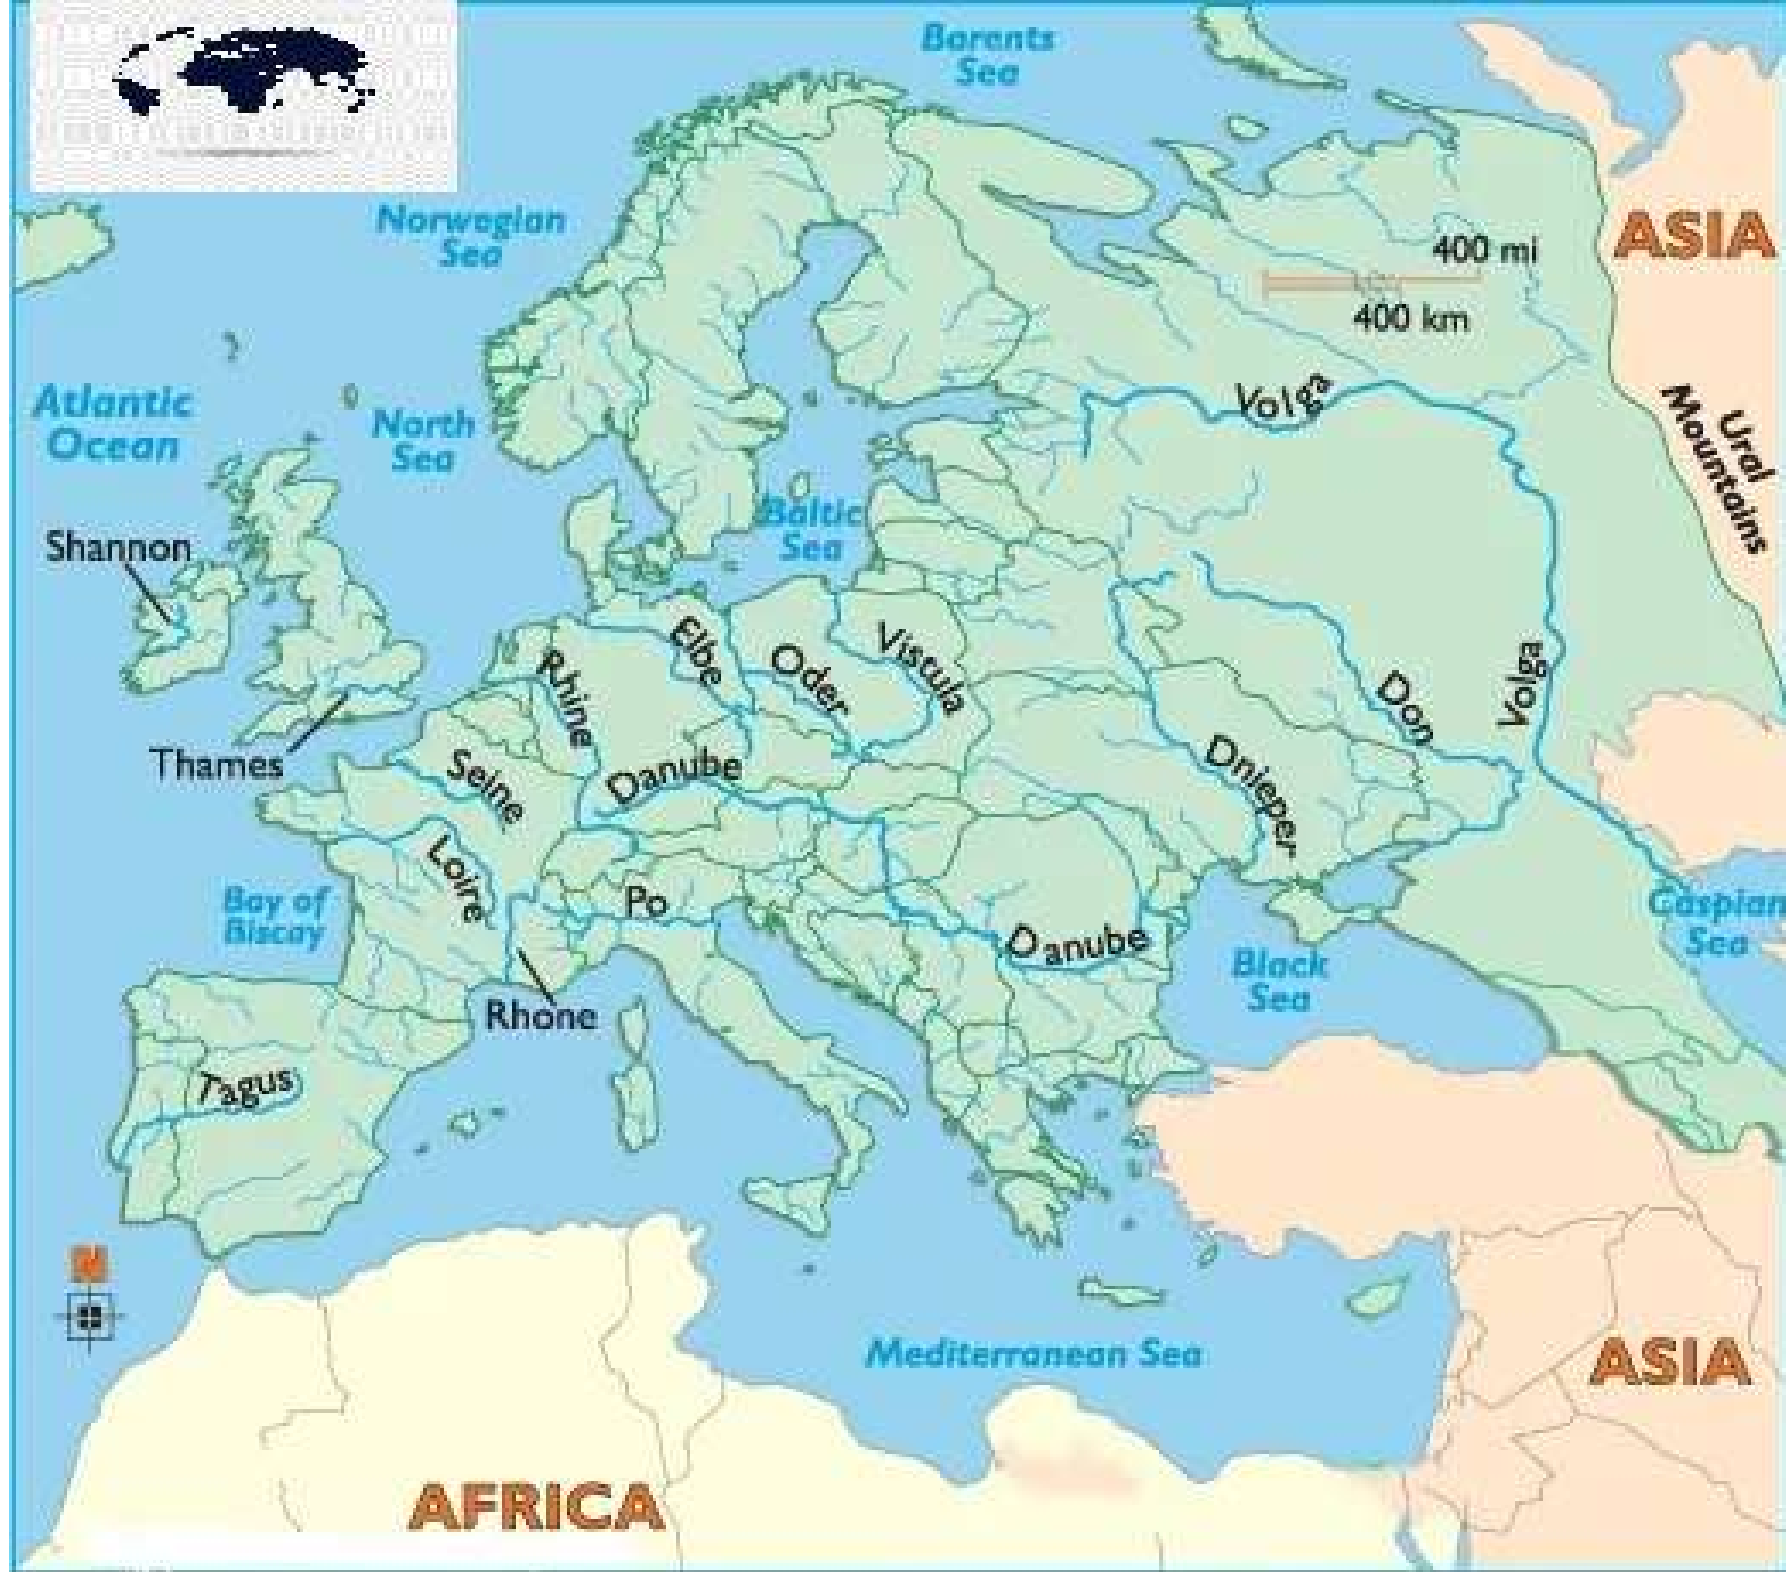 Barents
Sea
Norwegian
Sea
ASIA
400 mi
400 km
Atlantic
Ocean
North
Sea
Volga
Ural
Mountains
Baltic
Sea
Shannon
Elbe
Oder
Vistula
Rhine
Don
Volga
Thames
Seine
Danube
Dnieper
Loire
Po
Bay of
Biscay
Danube
Black
Sea
Caspian
Sea
Rhone
Tagus
N
Mediterranean Sea
ASIA
AFRICA